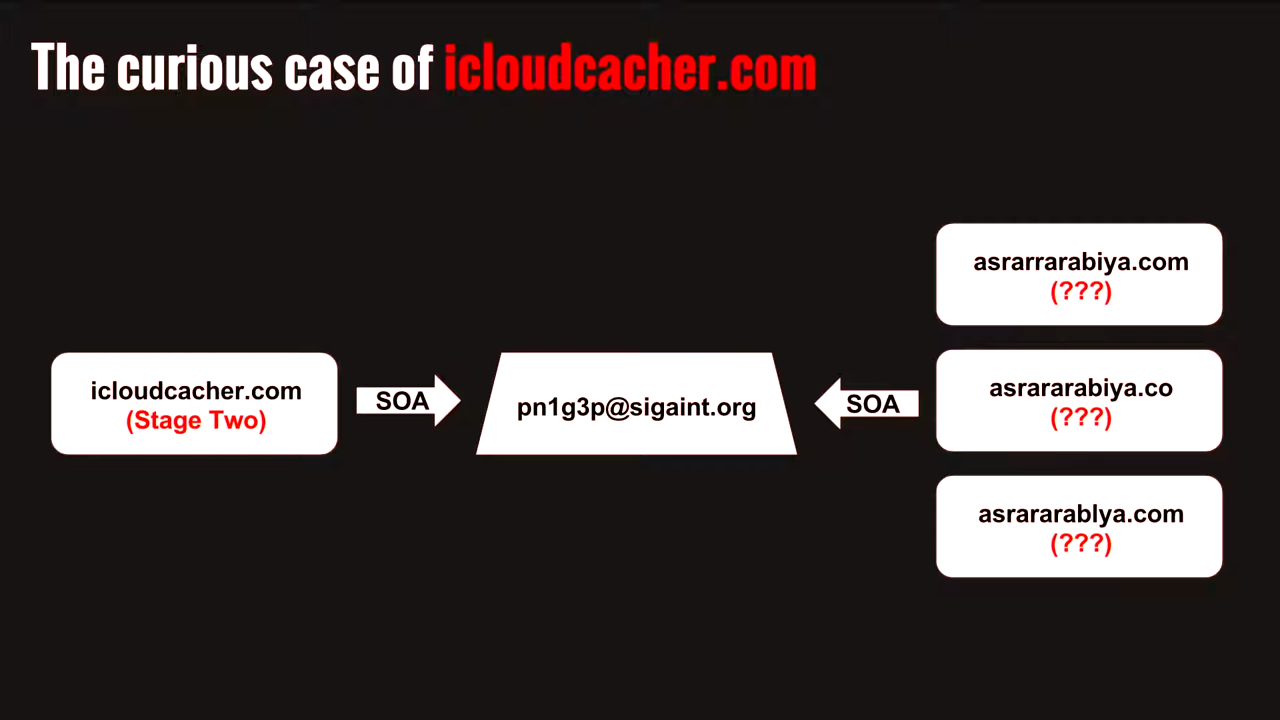 The curious case of icloudcacher.com
asrarrarabiya.com
(???)
icloudcacher.com
(Stage Two)
SOA
pn1g3p@sigaint.org
SOA
asrararabiya.co
(???)
asrararablya.com
(???)